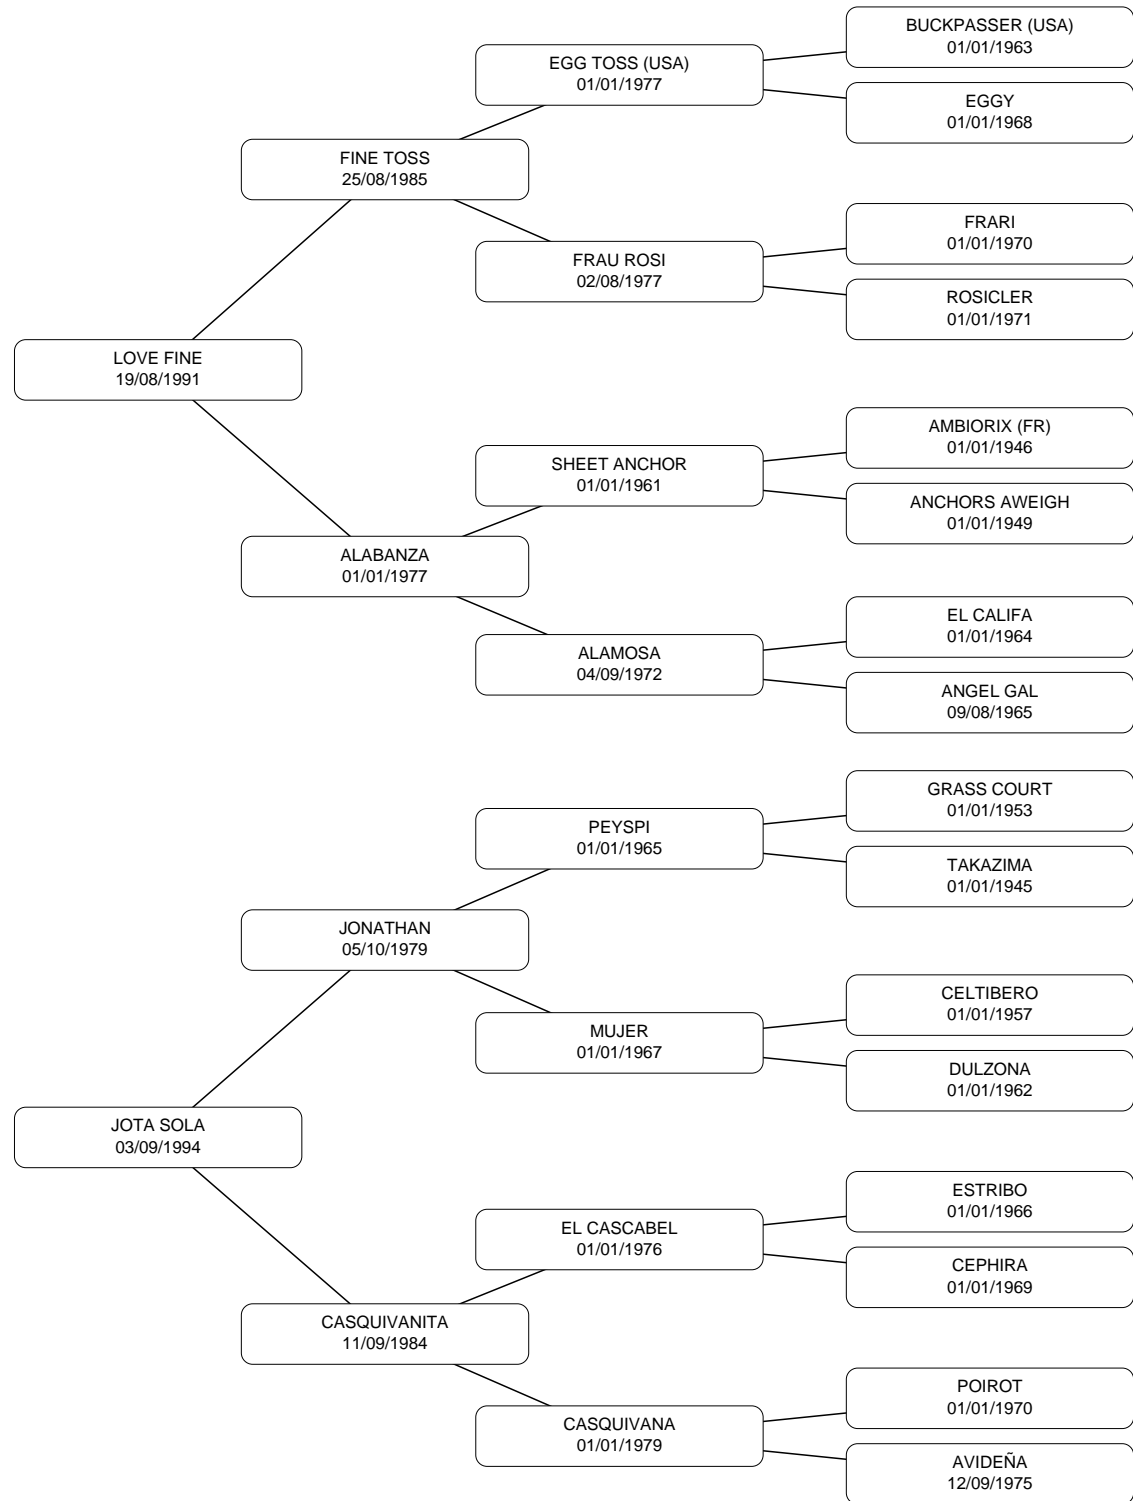 BUCKPASSER (USA)
01/01/1963
EGG TOSS (USA)
01/01/1977
EGGY
01/01/1968
FINE TOSS
25/08/1985
FRARI
01/01/1970
FRAU ROSI
02/08/1977
ROSICLER
01/01/1971
LOVE FINE
19/08/1991
AMBIORIX (FR)
01/01/1946
SHEET ANCHOR
01/01/1961
ANCHORS AWEIGH
01/01/1949
ALABANZA
01/01/1977
EL CALIFA
01/01/1964
ALAMOSA
04/09/1972
ANGEL GAL
09/08/1965
GRASS COURT
01/01/1953
PEYSPI
01/01/1965
TAKAZIMA
01/01/1945
JONATHAN
05/10/1979
CELTIBERO
01/01/1957
MUJER
01/01/1967
DULZONA
01/01/1962
JOTA SOLA
03/09/1994
ESTRIBO
01/01/1966
EL CASCABEL
01/01/1976
CEPHIRA
01/01/1969
CASQUIVANITA
11/09/1984
POIROT
01/01/1970
CASQUIVANA
01/01/1979
AVIDEÑA
12/09/1975